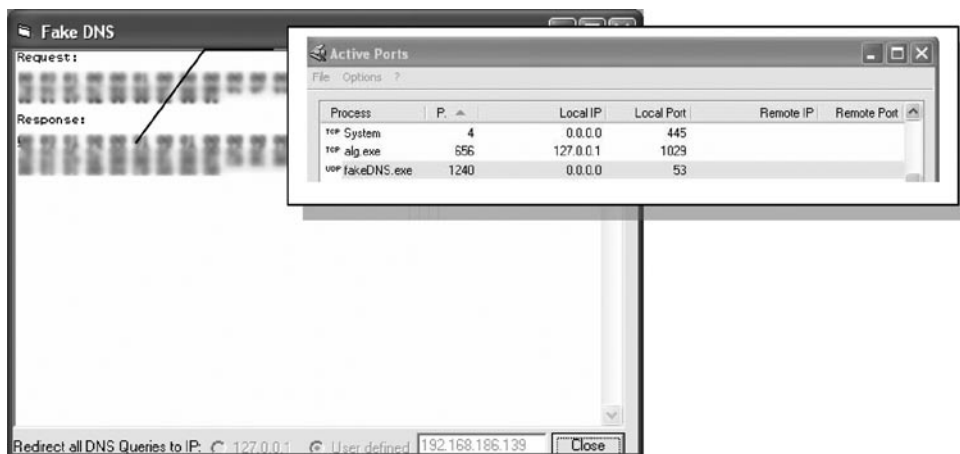 Fake DNS
Request:
Response:
Active Ports
File Options ?
Process P. Local IP Local Port Remote IP Remote Port
TCP System 4 0.0.0.0 445
TCP alg.exe 656 127.0.0.1 1029
UDP fakeDNS.exe 1240 0.0.0.0 53
Redirect all DNS Queries to IP: 127.0.0.1 User defined 192.168.186.139 Close